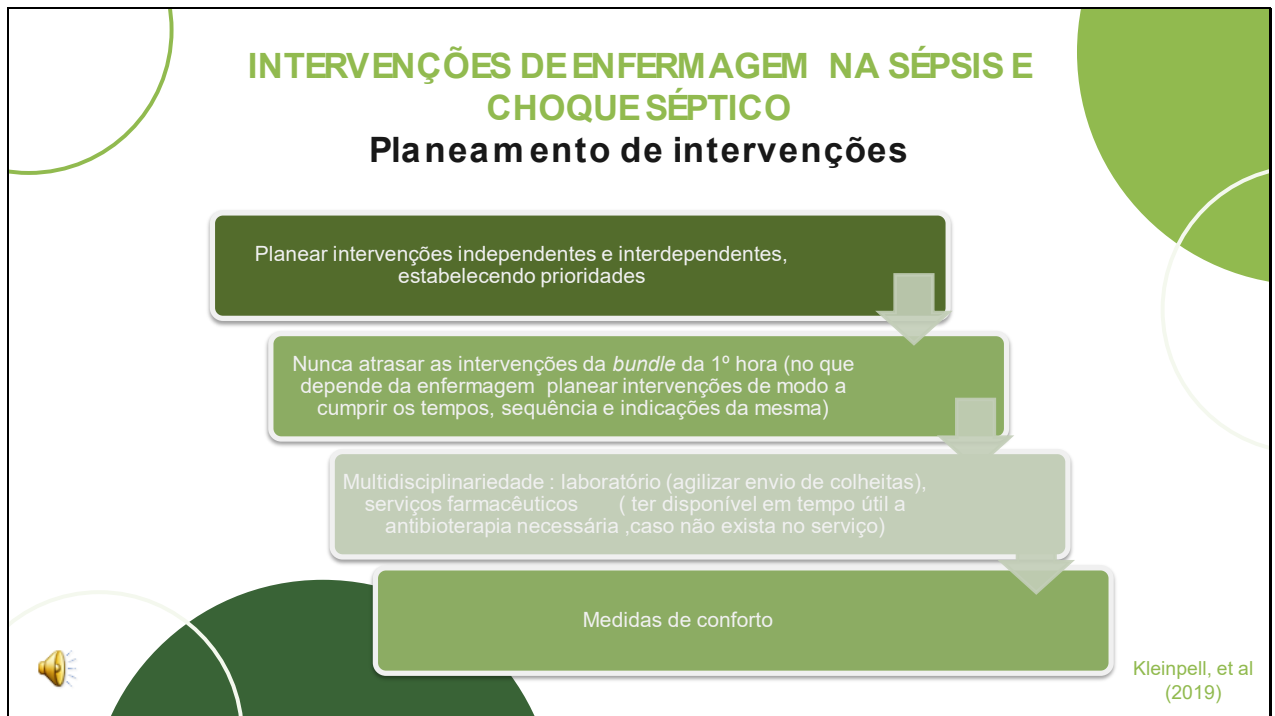 INTERVENÇÕES DE ENFERMAGEM NA SÉPSIS E
CHOQUE SÉPTICO
Planeamento de intervenções
Planear intervenções independentes e interdependentes,
estabelecendo prioridades
Nunca atrasar as intervenções da bundle da 1º hora (no que
depende da enfermagem planear intervenções de modo a
cumprir os tempos, sequência e indicações da mesma)
Multidisciplinariedade : laboratório (agilizar envio de colheitas),
serviços farmacêuticos ( ter disponível em tempo útil a
antibioterapia necessária ,caso não exista no serviço)
Medidas de conforto
Kleinpell, et al
(2019)